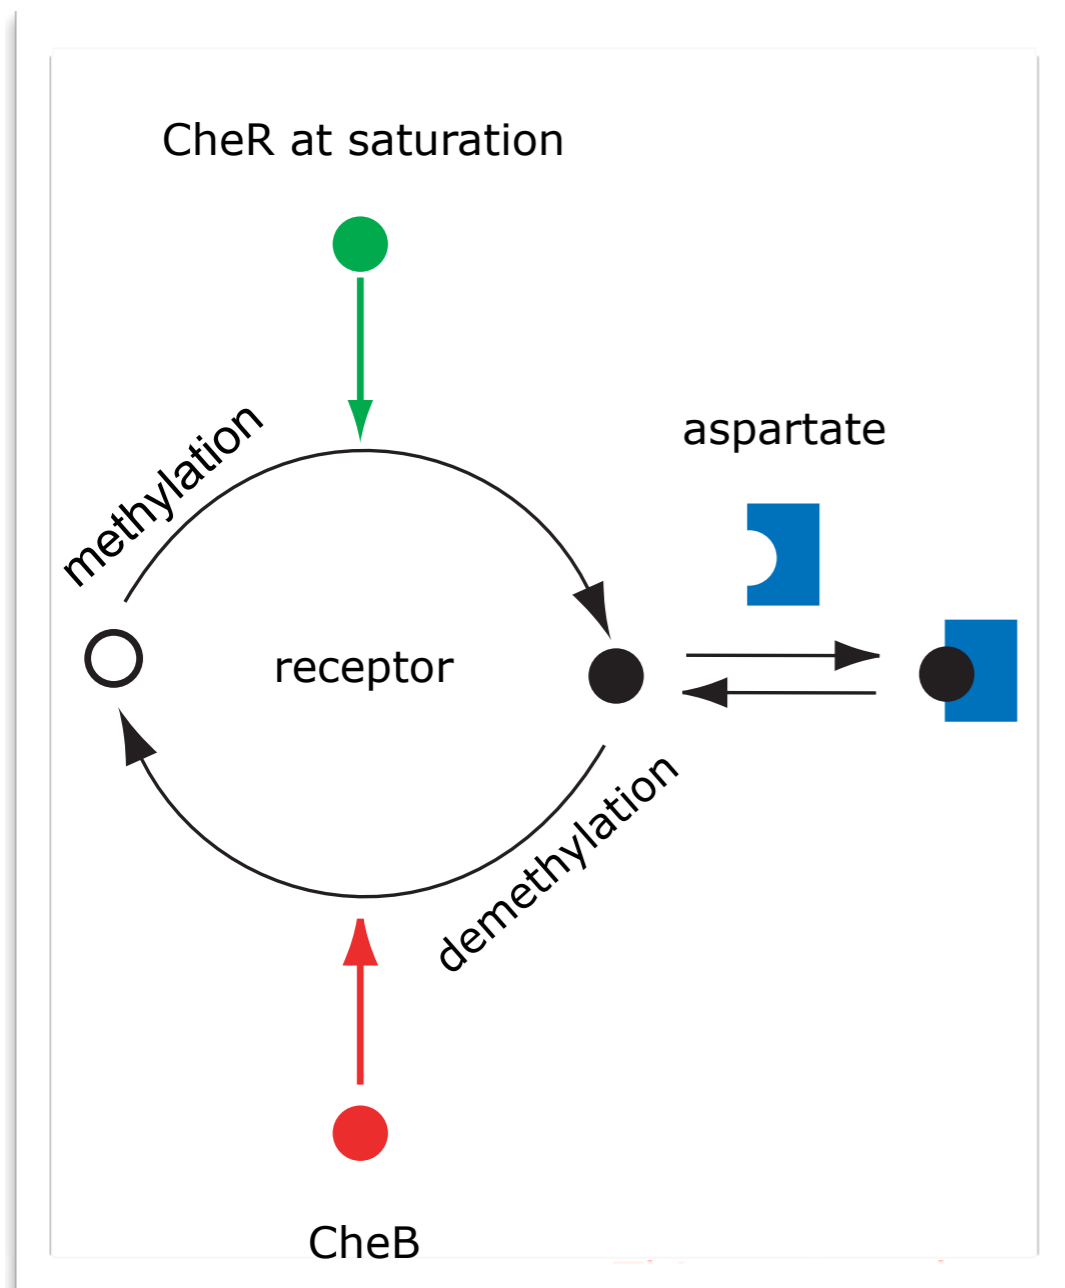 CheR at saturation
methylation
aspartate
receptor
demethylation
CheB